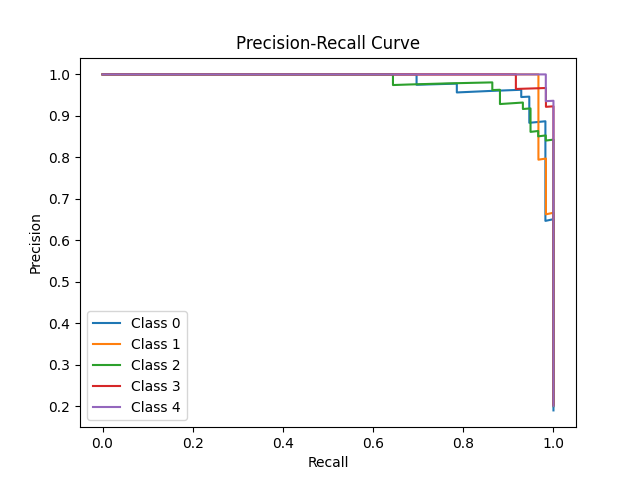 Precision-Recall Curve
1.0
0.9
0.8
0.7
0.6
0.5
0.4
0.3
0.2
Precision
Class 0
Class 1
Class 2
Class 3
Class 4
0.0 0.2 0.4 0.6 0.8 1.0
Recall